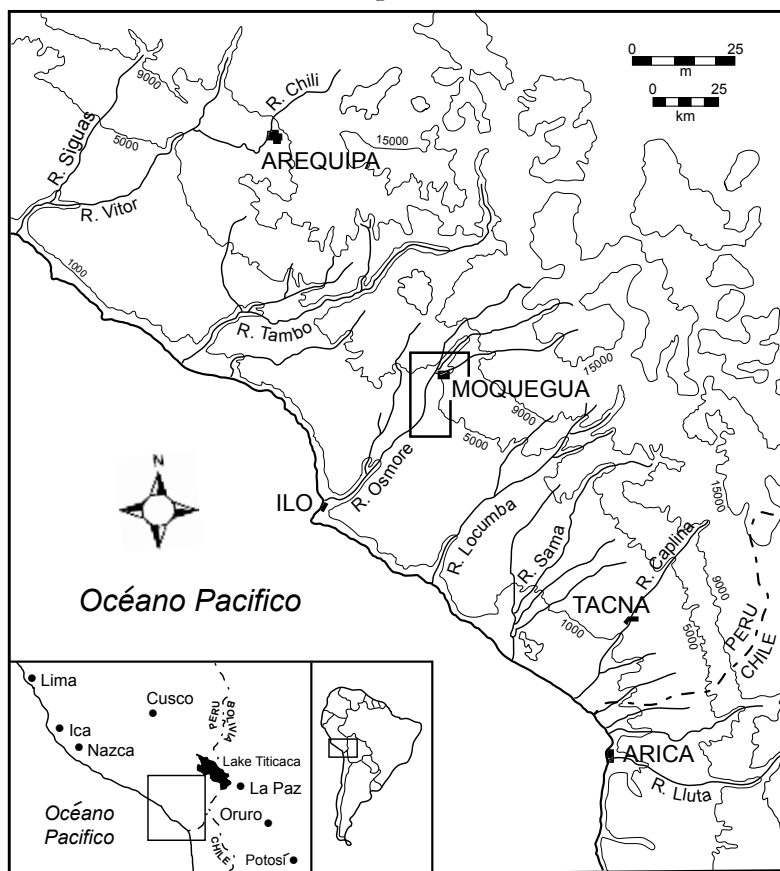 0 25
m
0 25
km
9000
R. Chili
5000
15000
AREQUIPA
R. Siguas
R. Vitor
1000
R. Tambo
MOQUEGUA
15000
9000
5000
R. Osmore
ILO
N
R. Locumba
R. Sama
15000
R. Caplina
9000
TACNA
1000
5000
PERU
CHILE
Océano Pacifico
ARICA
R. Lluta
Lima
Cusco
PERU
BOLIVIA
Ica
Nazca
Lake Titicaca
La Paz
Océano
Pacifico
Oruro
CHILE
Potosí